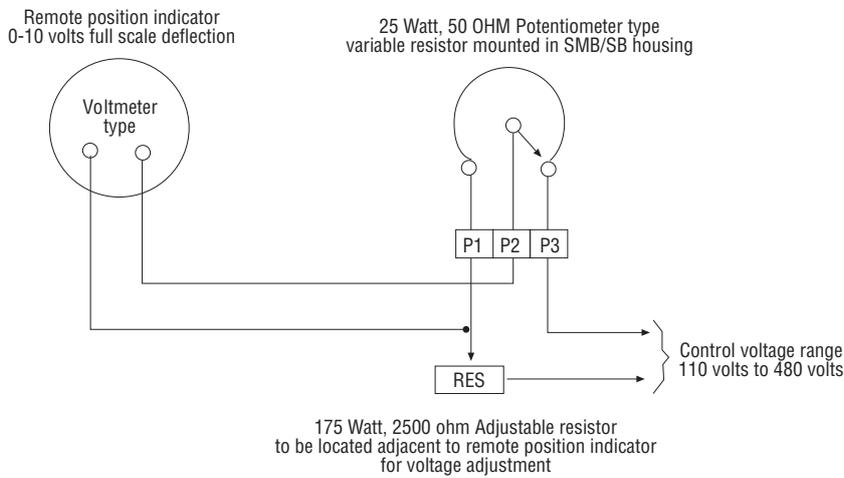 Remote position indicator
0-10 volts full scale deflection
25 Watt, 50 OHM Potentiometer type
variable resistor mounted in SMB/SB housing
Voltmeter
type
P1 P2 P3
Control voltage range
110 volts to 480 volts
RES
175 Watt, 2500 ohm Adjustable resistor
to be located adjacent to remote position indicator
for voltage adjustment